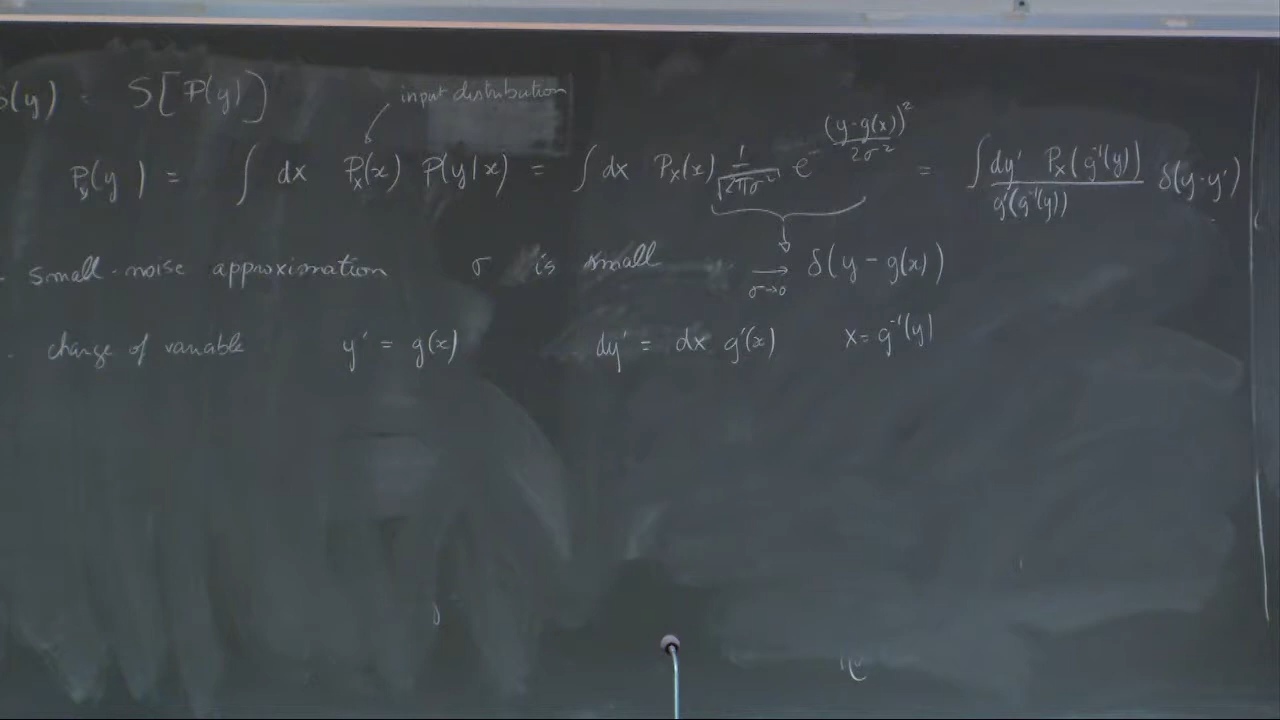 S(y) = S[P(y)]
input distribution
P_y(y) = ∫ dx P_x(x) P(y|x) = ∫ dx P_x(x) 1/√(2πσ²) e^{-(y-g(x))²/2σ²} = ∫ dy' P_x(g⁻¹(y))/g'(g⁻¹(y)) δ(y-y')
- small-noise approximation σ is small →_{σ→0} δ(y - g(x))
- change of variable y' = g(x) dy' = dx g'(x) x = g⁻¹(y)